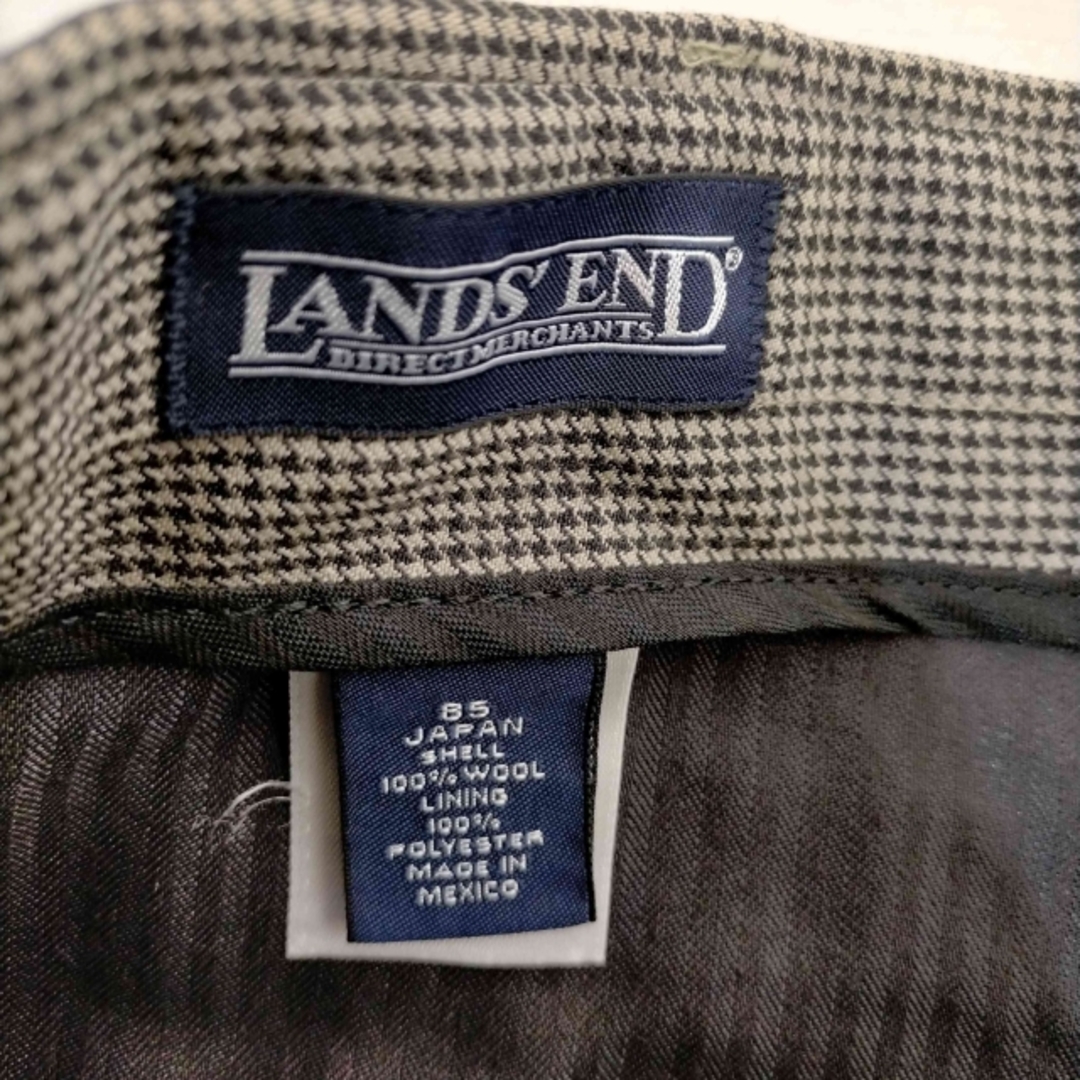 LANDS' END®
DIRECT MERCHANTS
85
JAPAN
SHELL
100% WOOL
LINING
100%
POLYESTER
MADE IN
MEXICO